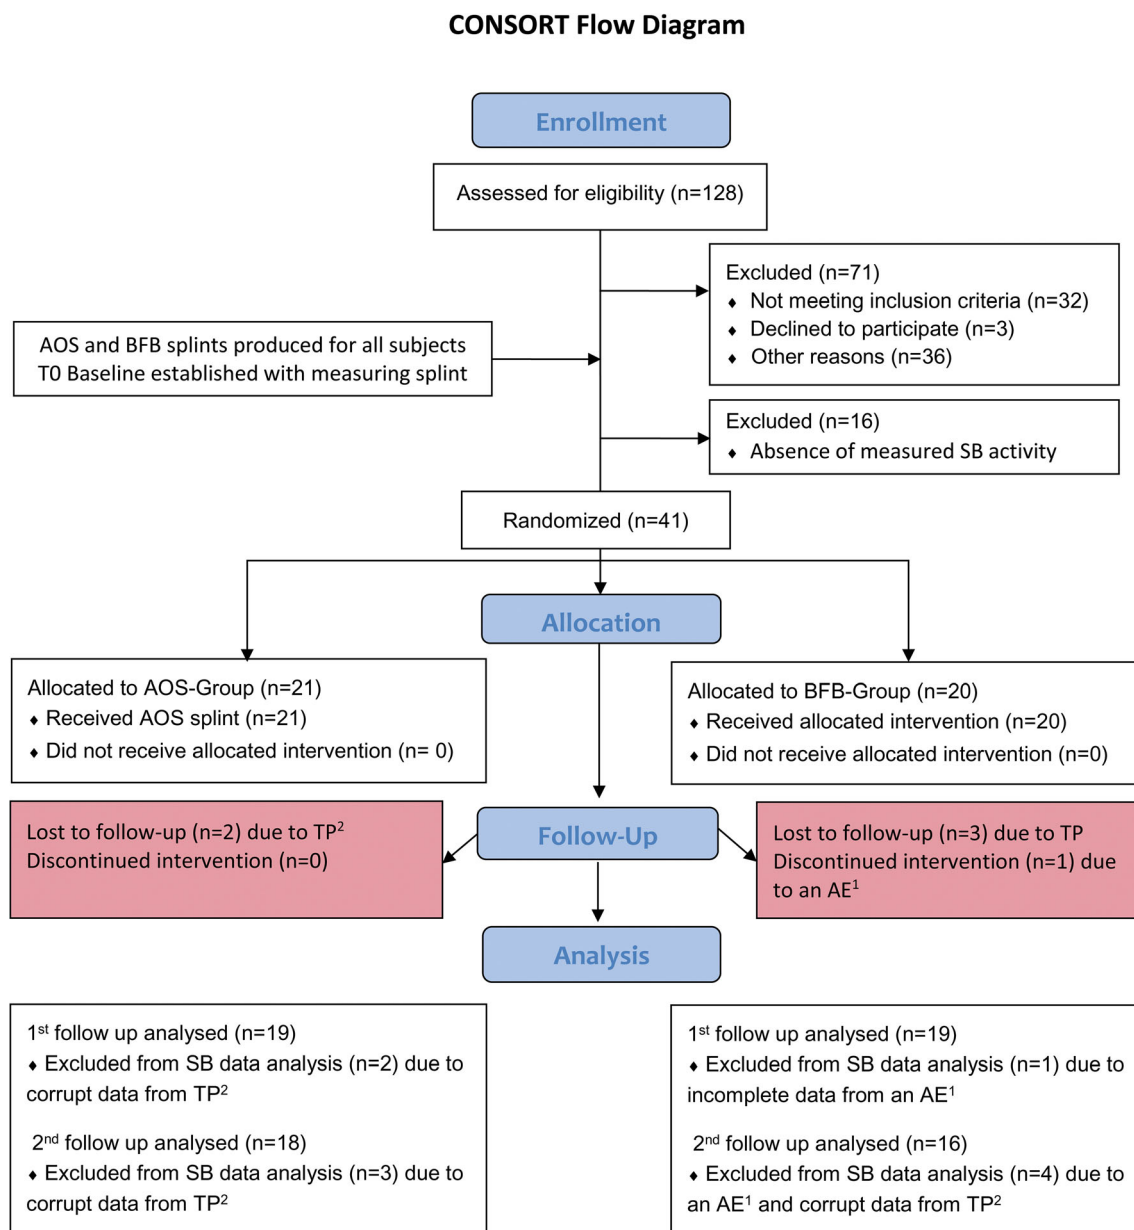 CONSORT Flow Diagram
Enrollment
Assessed for eligibility (n=128)
Excluded (n=71)
♦ Not meeting inclusion criteria (n=32)
♦ Declined to participate (n=3)
♦ Other reasons (n=36)
AOS and BFB splints produced for all subjects
T0 Baseline established with measuring splint
Excluded (n=16)
♦ Absence of measured SB activity
Randomized (n=41)
Allocation
Allocated to AOS-Group (n=21)
♦ Received AOS splint (n=21)
♦ Did not receive allocated intervention (n= 0)
Allocated to BFB-Group (n=20)
♦ Received allocated intervention (n=20)
♦ Did not receive allocated intervention (n=0)
Follow-Up
Lost to follow-up (n=2) due to TP²
Discontinued intervention (n=0)
Lost to follow-up (n=3) due to TP
Discontinued intervention (n=1) due
to an AE¹
Analysis
1st follow up analysed (n=19)
♦ Excluded from SB data analysis (n=2) due to
corrupt data from TP²
2nd follow up analysed (n=18)
♦ Excluded from SB data analysis (n=3) due to
corrupt data from TP²
1st follow up analysed (n=19)
♦ Excluded from SB data analysis (n=1) due to
incomplete data from an AE¹
2nd follow up analysed (n=16)
♦ Excluded from SB data analysis (n=4) due to
an AE¹ and corrupt data from TP²